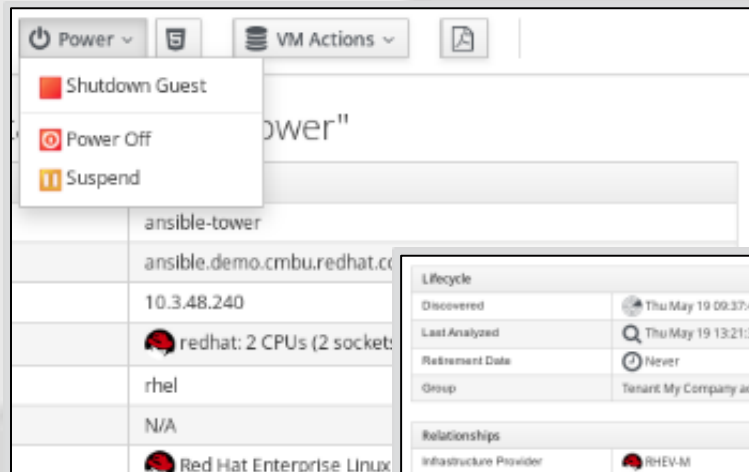 Power
VM Actions
Shutdown Guest
ower"
Power Off
Suspend
ansible-tower
ansible.demo.cmbu.redhat.co
10.3.48.240
redhat: 2 CPUs (2 sockets
rhel
N/A
Red Hat Enterprise Linux
Lifecycle
Discovered Thu May 19 09:37:
Last Analyzed Thu May 19 13:21:
Retirement Date Never
Group Tenant My Company
Relationships
Infrastructure Provider RHEV-M